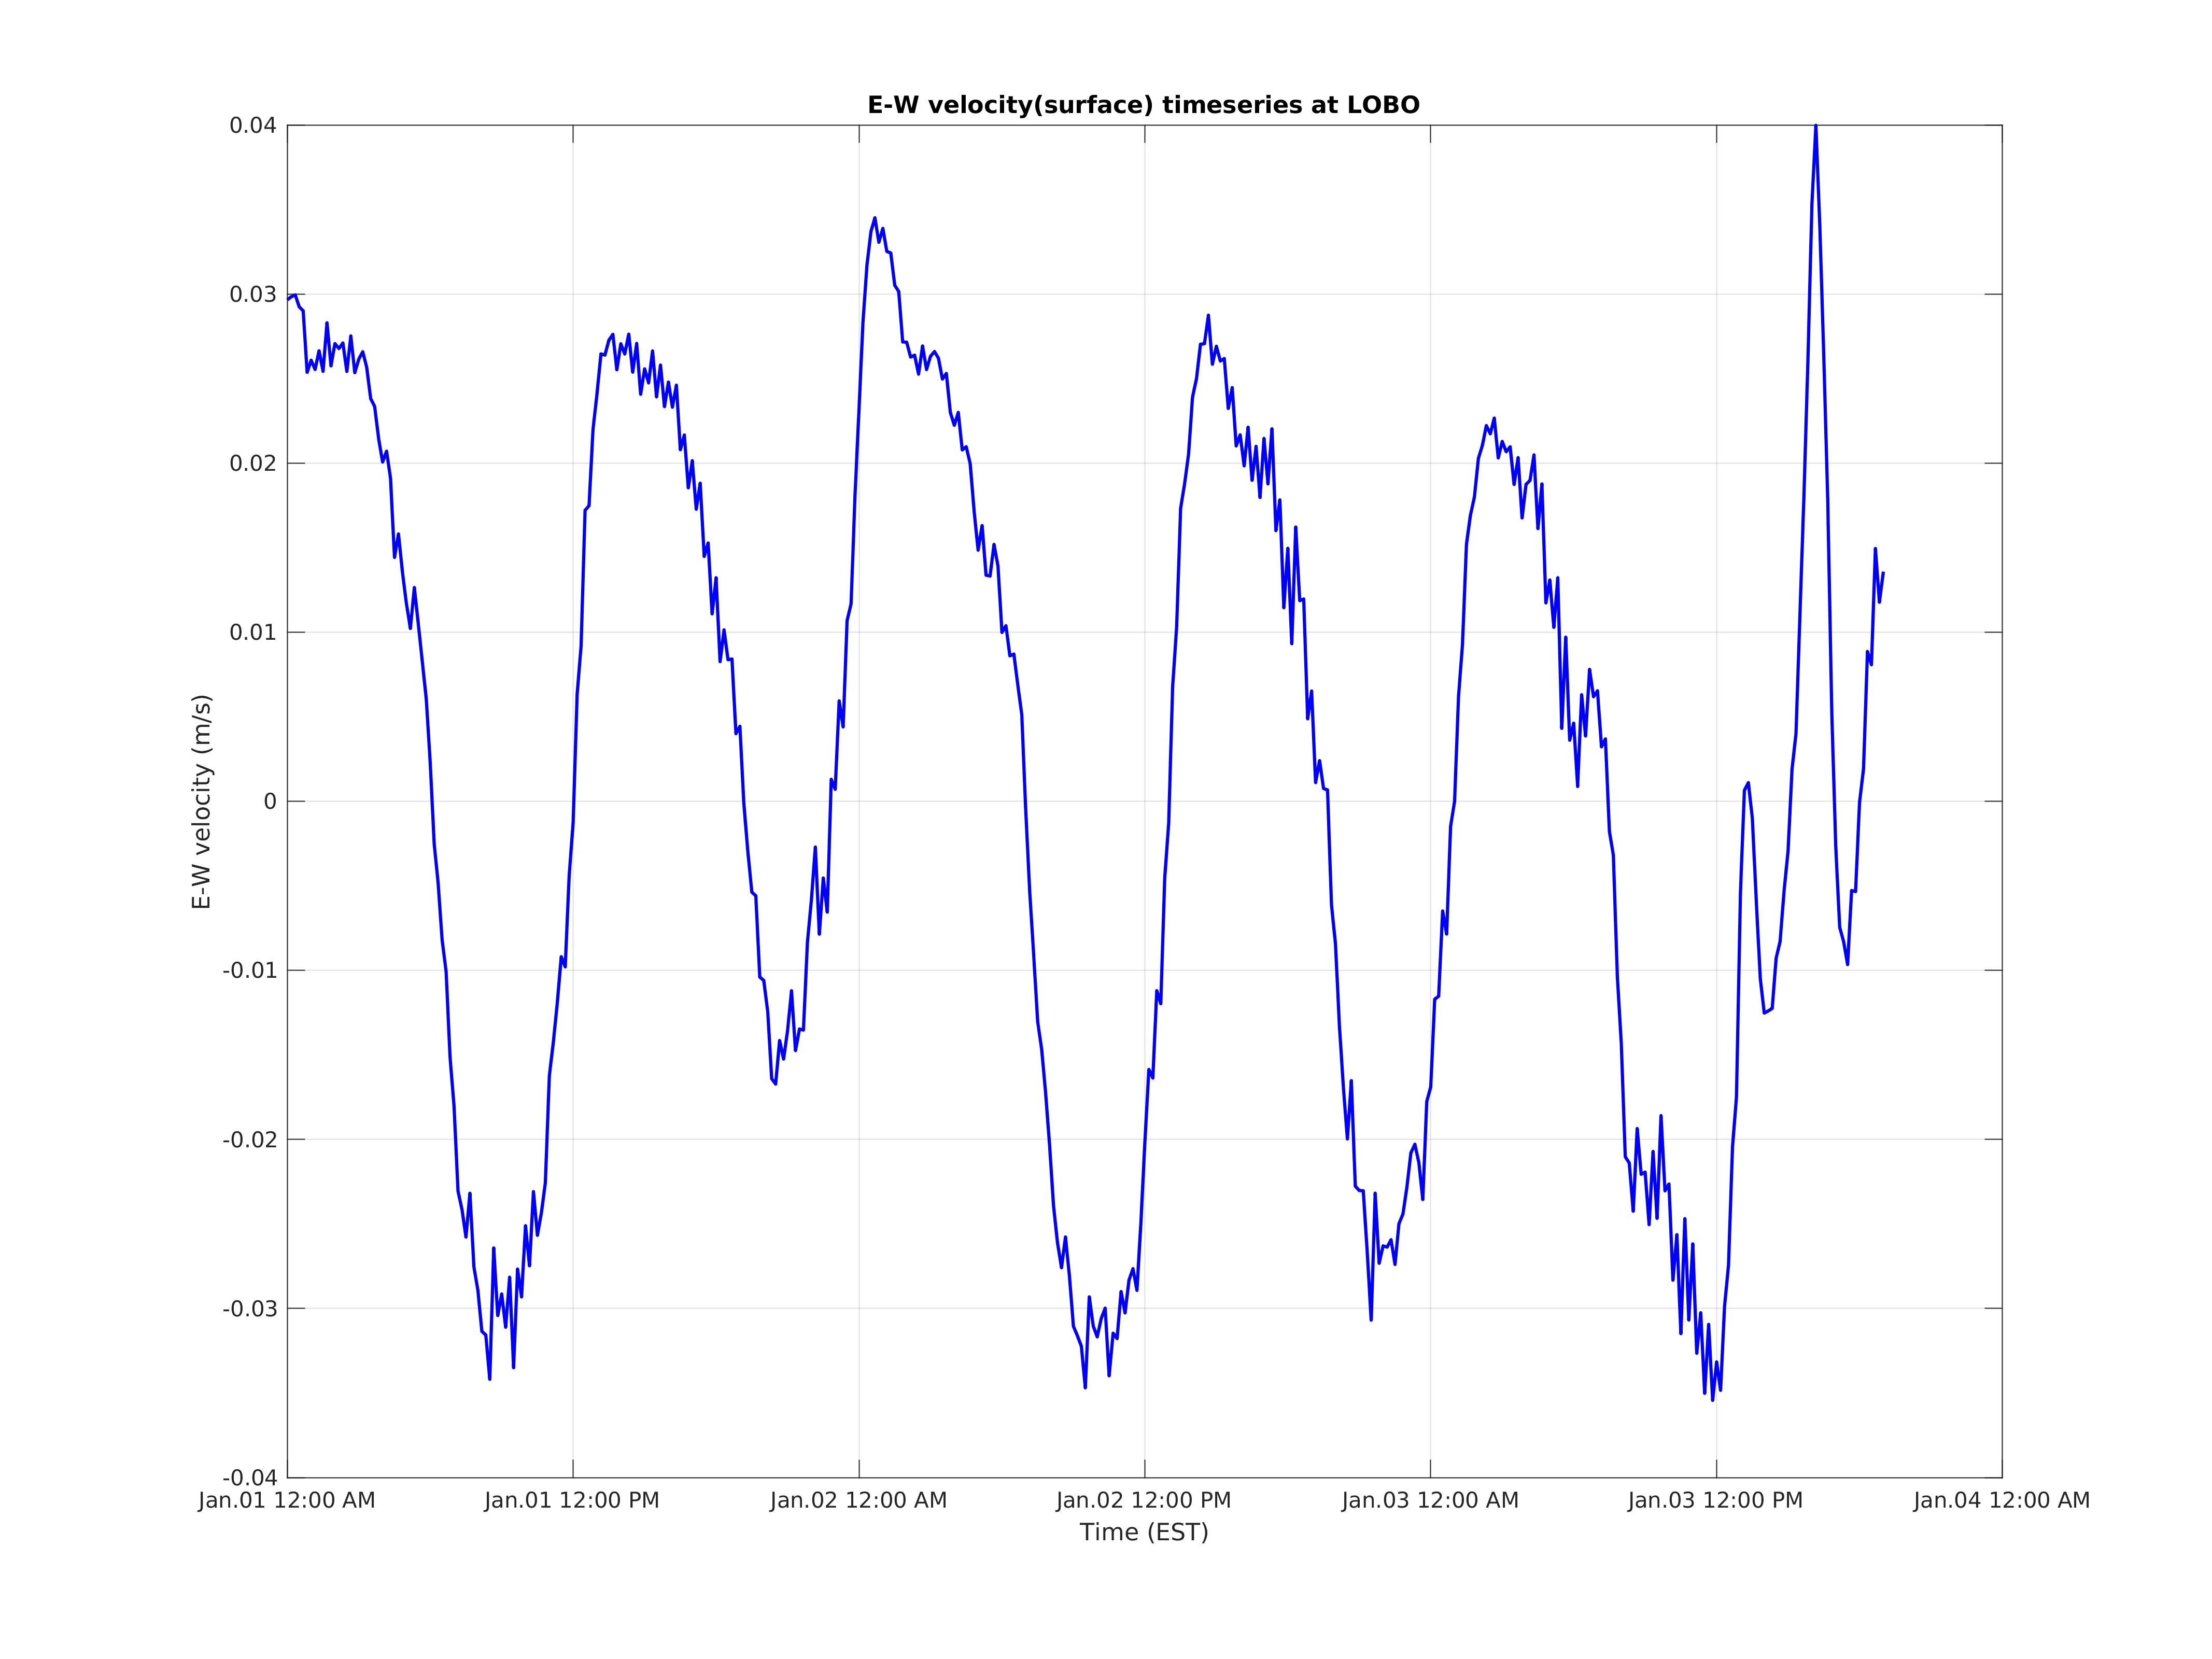 E-W velocity(surface) timeseries at LOBO
0.04
0.03
0.02
0.01
0
-0.01
-0.02
-0.03
-0.04
E-W velocity (m/s)
Jan.01 12:00 AM
Jan.01 12:00 PM
Jan.02 12:00 AM
Jan.02 12:00 PM
Jan.03 12:00 AM
Jan.03 12:00 PM
Jan.04 12:00 AM
Time (EST)